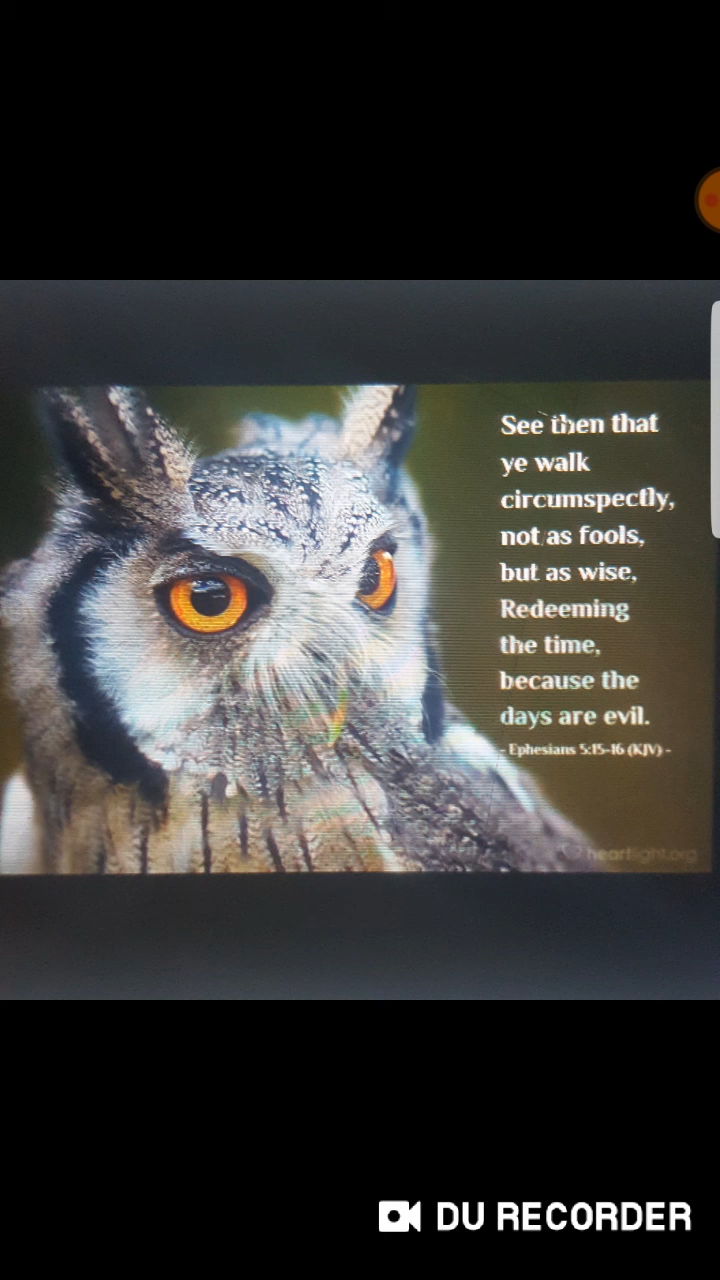 See then that
ye walk
circumspectly,
not as fools,
but as wise,
Redeeming
the time,
because the
days are evil.
- Ephesians 5:15-16 (KJV) -
heartlight.org
DU RECORDER